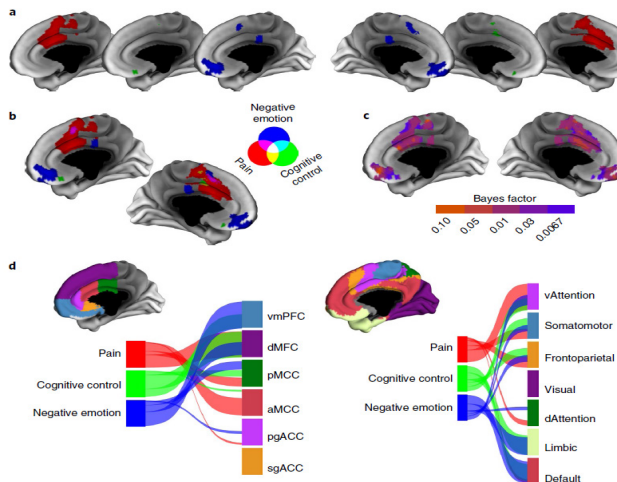 a
b
Negative
emotion
Pain
Cognitive
control
c
Bayes factor
0.10 0.05 0.01 0.03 0.0067
d
Pain
Cognitive control
Negative emotion
vmPFC
dMFC
pMCC
aMCC
pgACC
sgACC
Pain
Cognitive control
Negative emotion
vAttention
Somatomotor
Frontoparietal
Visual
dAttention
Limbic
Default